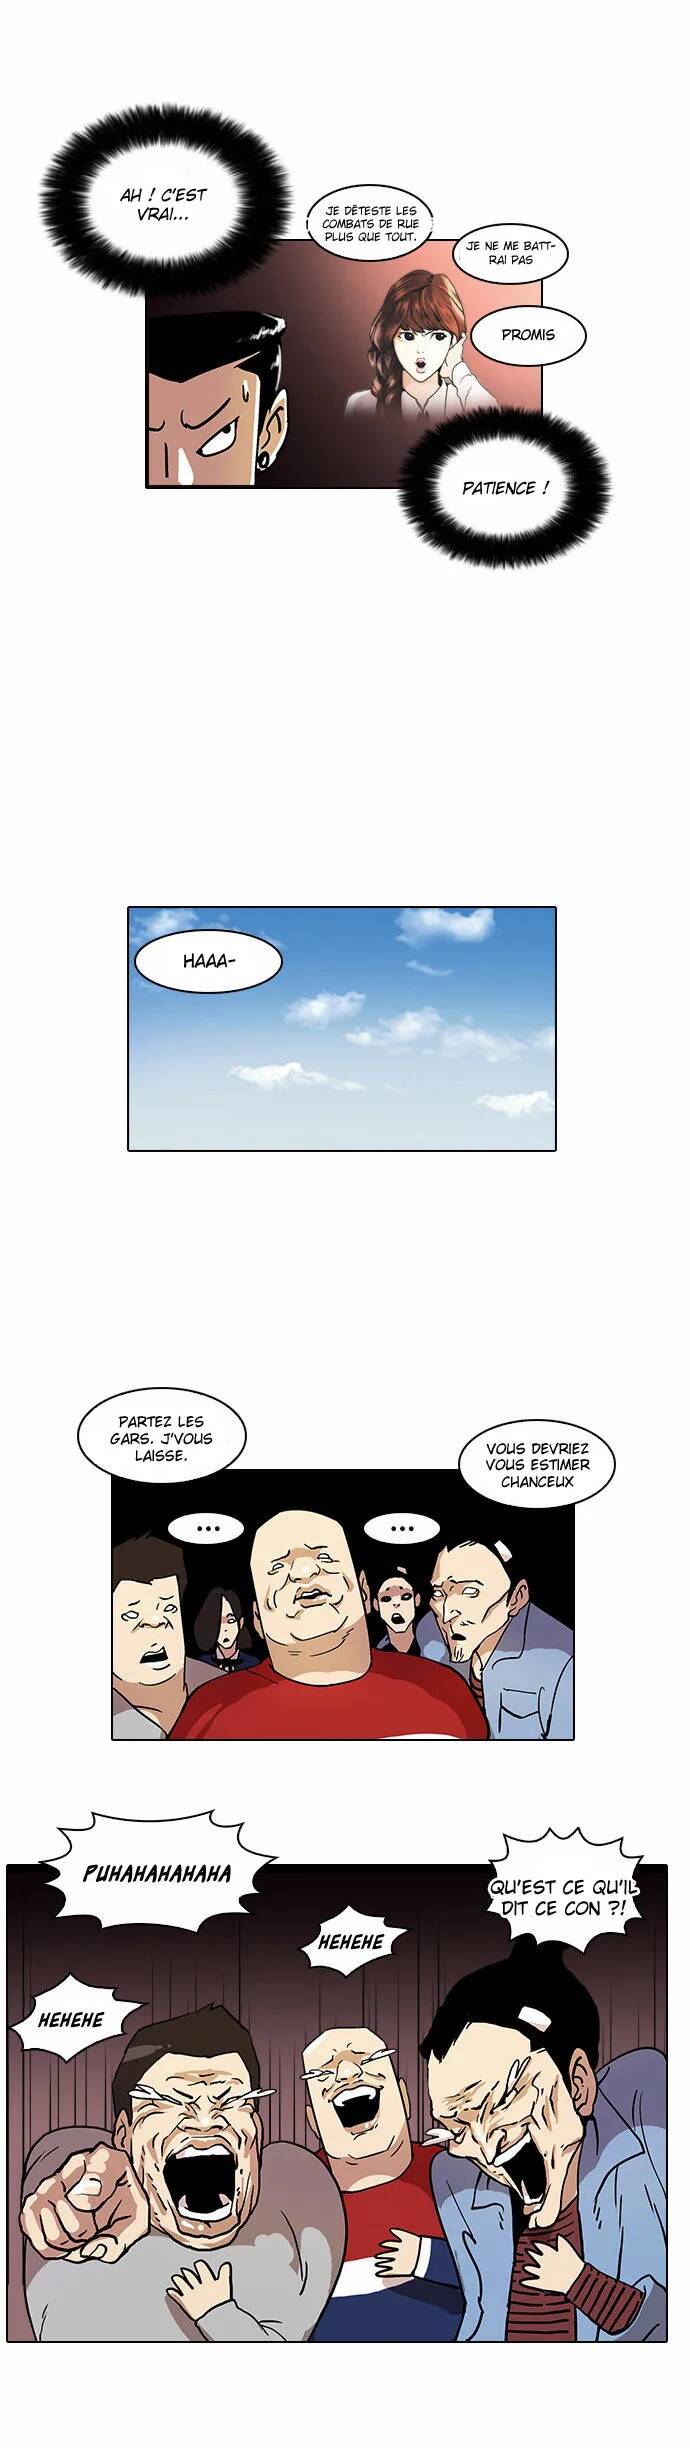 AH ! C'EST
VRAI...
JE DÉTESTE LES
COMBATS DE RUE
PLUS QUE TOUT.
JE NE ME BATT-
RAI PAS
PROMIS
PATIENCE !
HAAA-
PARTEZ LES
GARS. J'VOUS
LAISSE.
VOUS DEVRIEZ
VOUS ESTIMER
CHANCEUX
...
...
PUHAHAHAHAHA
QU'EST CE QU'IL
DIT CE CON ?!
HEHEHE
HEHEHE